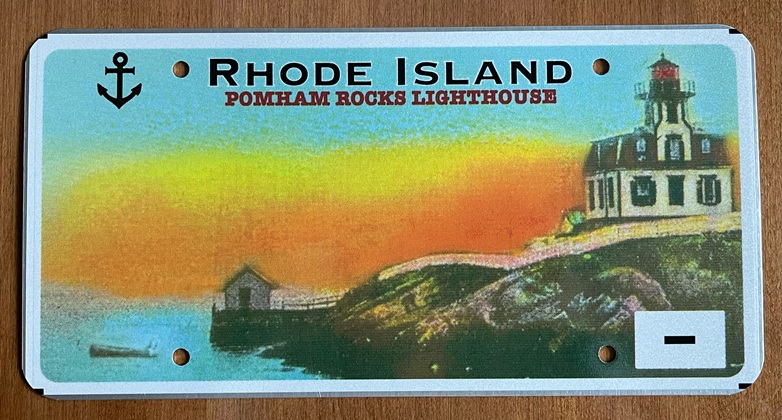 RHODE ISLAND
POMHAM ROCKS LIGHTHOUSE
-